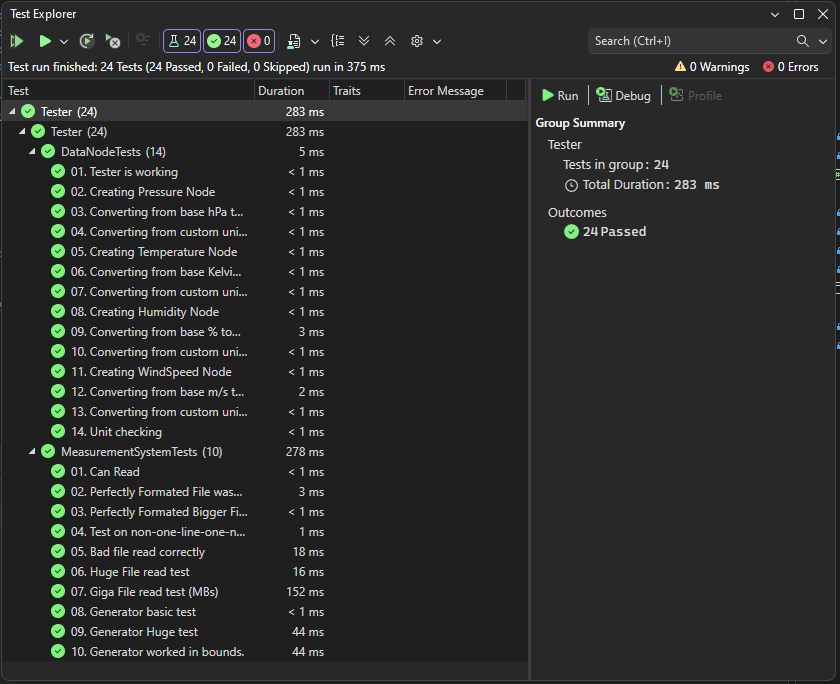 Test Explorer
24 24 0
Search (Ctrl+I)
Test run finished: 24 Tests (24 Passed, 0 Failed, 0 Skipped) run in 375 ms
0 Warnings 0 Errors
Test Duration Traits Error Message
Tester (24) 283 ms
Tester (24) 283 ms
DataNodeTests (14) 5 ms
01. Tester is working < 1 ms
02. Creating Pressure Node < 1 ms
03. Converting from base hPa t... < 1 ms
04. Converting from custom uni... < 1 ms
05. Creating Temperature Node < 1 ms
06. Converting from base Kelvi... < 1 ms
07. Converting from custom uni... < 1 ms
08. Creating Humidity Node < 1 ms
09. Converting from base % to... 3 ms
10. Converting from custom uni... < 1 ms
11. Creating WindSpeed Node < 1 ms
12. Converting from base m/s t... 2 ms
13. Converting from custom uni... < 1 ms
14. Unit checking < 1 ms
MeasurementSystemTests (10) 278 ms
01. Can Read < 1 ms
02. Perfectly Formated File was... 3 ms
03. Perfectly Formated Bigger Fi... < 1 ms
04. Test on non-one-line-one-n... 1 ms
05. Bad file read correctly 18 ms
06. Huge File read test 16 ms
07. Giga File read test (MBs) 152 ms
08. Generator basic test < 1 ms
09. Generator Huge test 44 ms
10. Generator worked in bounds. 44 ms
Run Debug Profile
Group Summary
Tester
Tests in group: 24
Total Duration: 283 ms
Outcomes
24 Passed